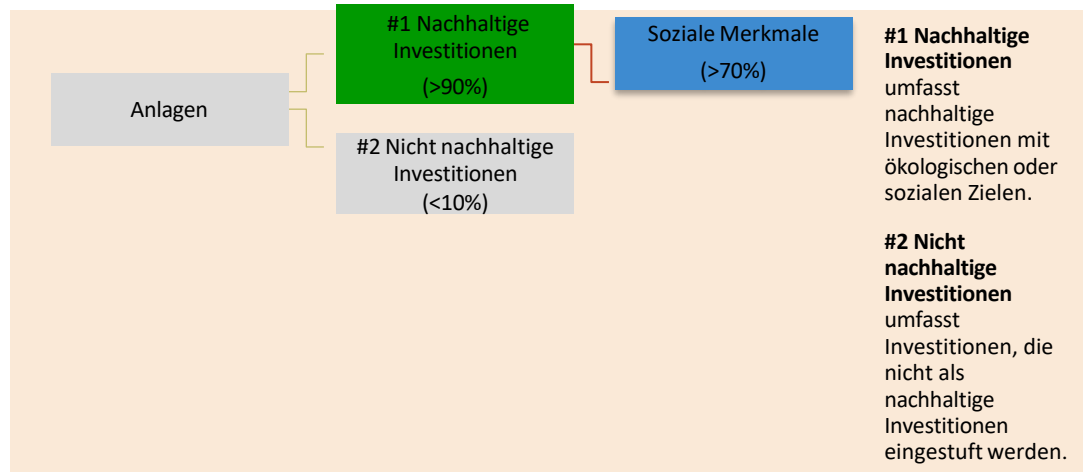 Anlagen
#1 Nachhaltige
Investitionen
(>90%)
Soziale Merkmale
(>70%)
#2 Nicht nachhaltige
Investitionen
(<10%)
#1 Nachhaltige
Investitionen
umfasst
nachhaltige
Investitionen mit
ökologischen oder
sozialen Zielen.
#2 Nicht
nachhaltige
Investitionen
umfasst
Investitionen, die
nicht als
nachhaltige
Investitionen
eingestuft werden.